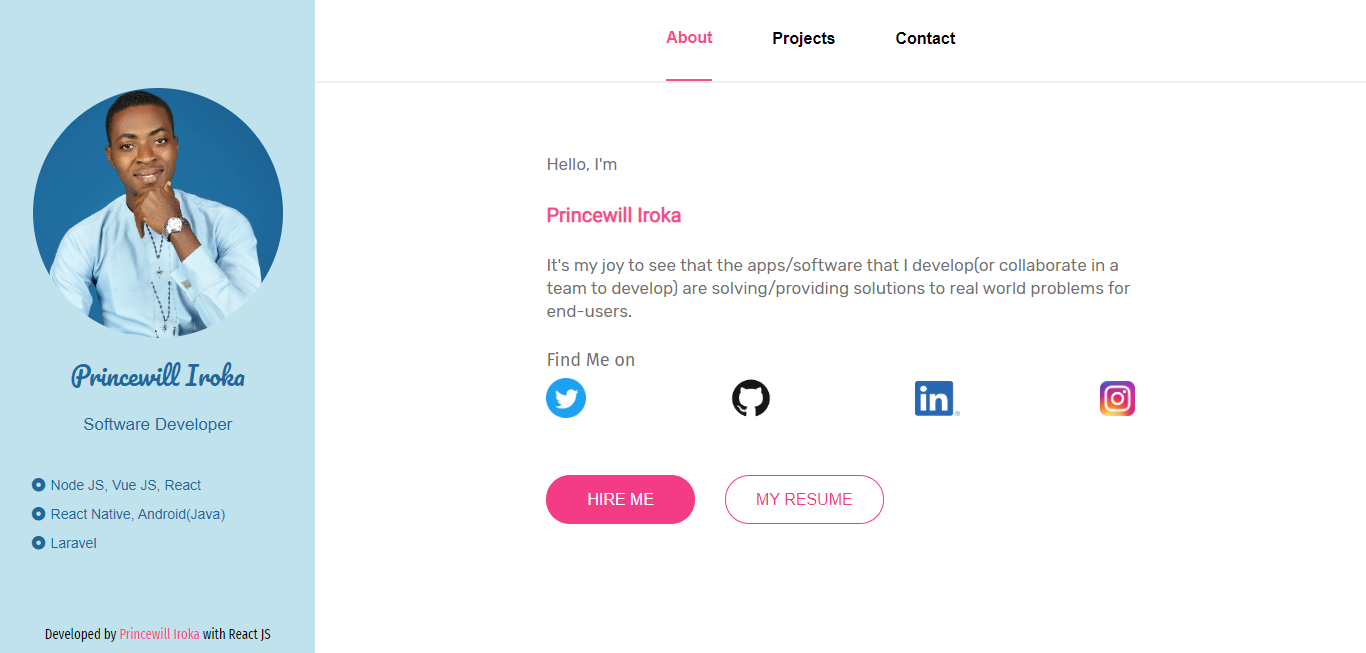 About
Projects
Contact
Princewill Iroka
Software Developer
Node JS, Vue JS, React
React Native, Android(Java)
Laravel
Developed by Princewill Iroka with React JS
Hello, I'm
Princewill Iroka
It's my joy to see that the apps/software that I develop(or collaborate in a
team to develop) are solving/providing solutions to real world problems for
end-users.
Find Me on
in
HIRE ME
MY RESUME